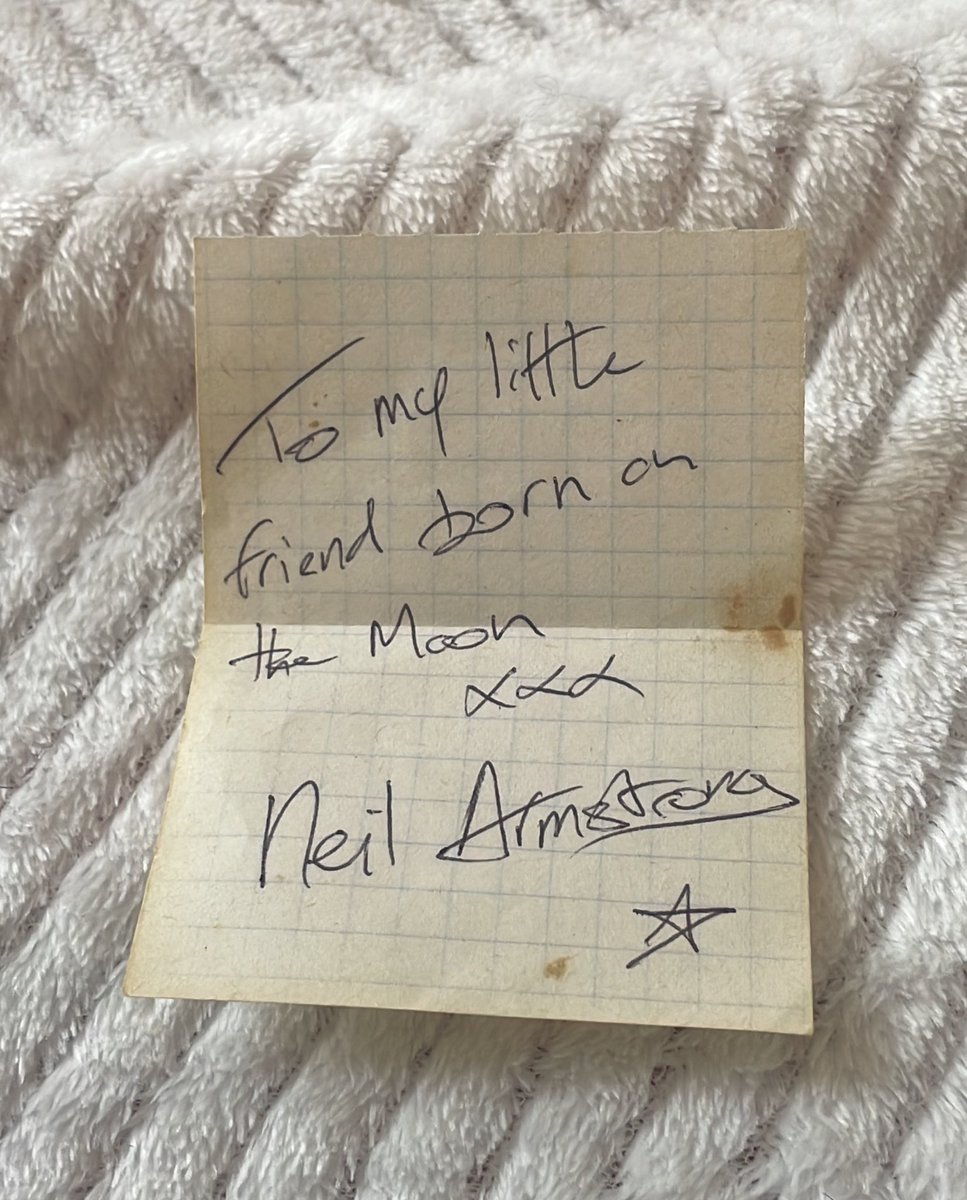 To my little
friend born on
the Moon
xxx
Neil Armstrong